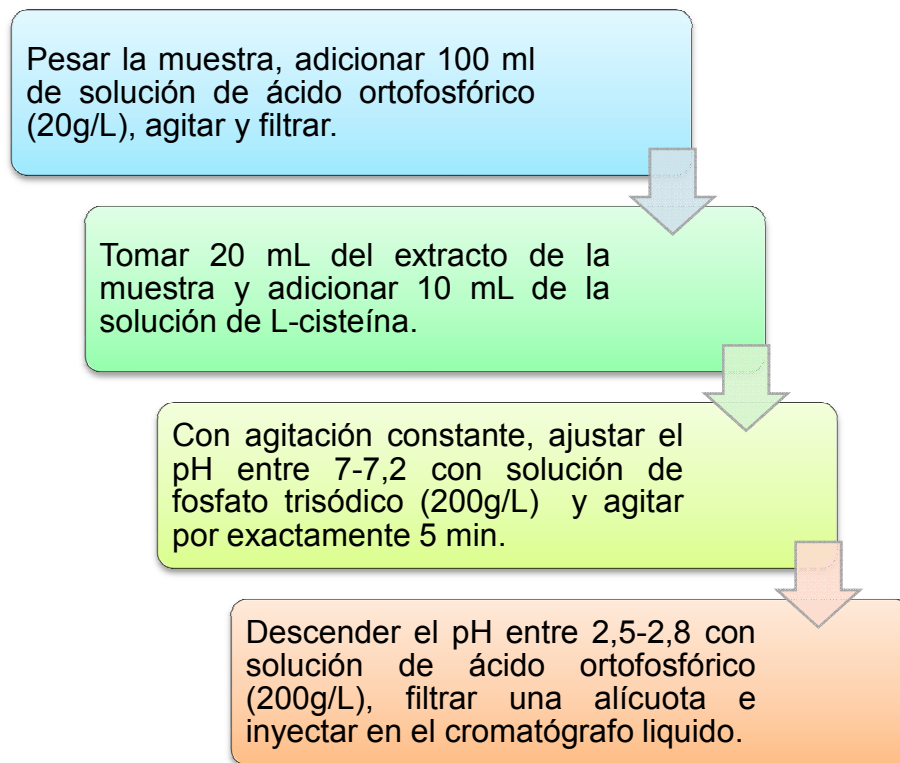 Pesar la muestra, adicionar 100 ml
de solución de ácido ortofosfórico
(20g/L), agitar y filtrar.
Tomar 20 mL del extracto de la
muestra y adicionar 10 mL de la
solución de L-cisteína.
Con agitación constante, ajustar el
pH entre 7-7,2 con solución de
fosfato trisódico (200g/L) y agitar
por exactamente 5 min.
Descender el pH entre 2,5-2,8 con
solución de ácido ortofosfórico
(200g/L), filtrar una alícuota e
inyectar en el cromatógrafo liquido.